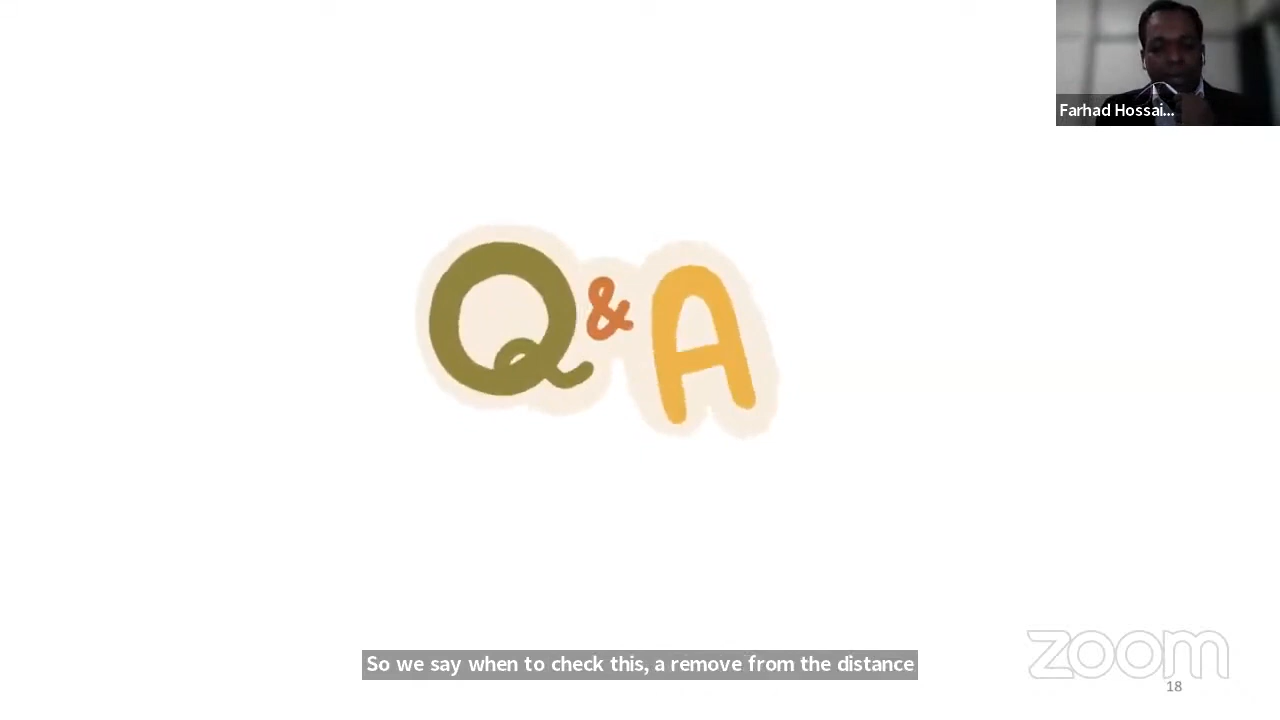 Farhad Hossai...
Q & A
So we say when to check this, a remove from the distance
zoom
18